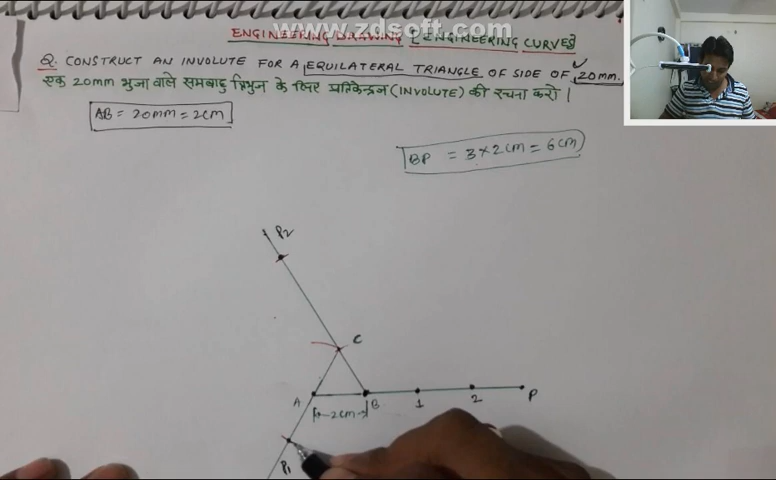 www.zdsoft.com
ENGINEERING DRAWING [ENGINEERING CURVES]
Q. CONSTRUCT AN INVOLUTE FOR A EQUILATERAL TRIANGLE OF SIDE OF 20mm.
एक 20mm भुजा वाले समबाहु त्रिभुज के लिए प्रतिकेन्द्रज (INVOLUTE) की रचना करो |
AB = 20mm = 2cm
BP = 3×2cm = 6cm
P2
C
A
B
1
2
P
2cm
P1